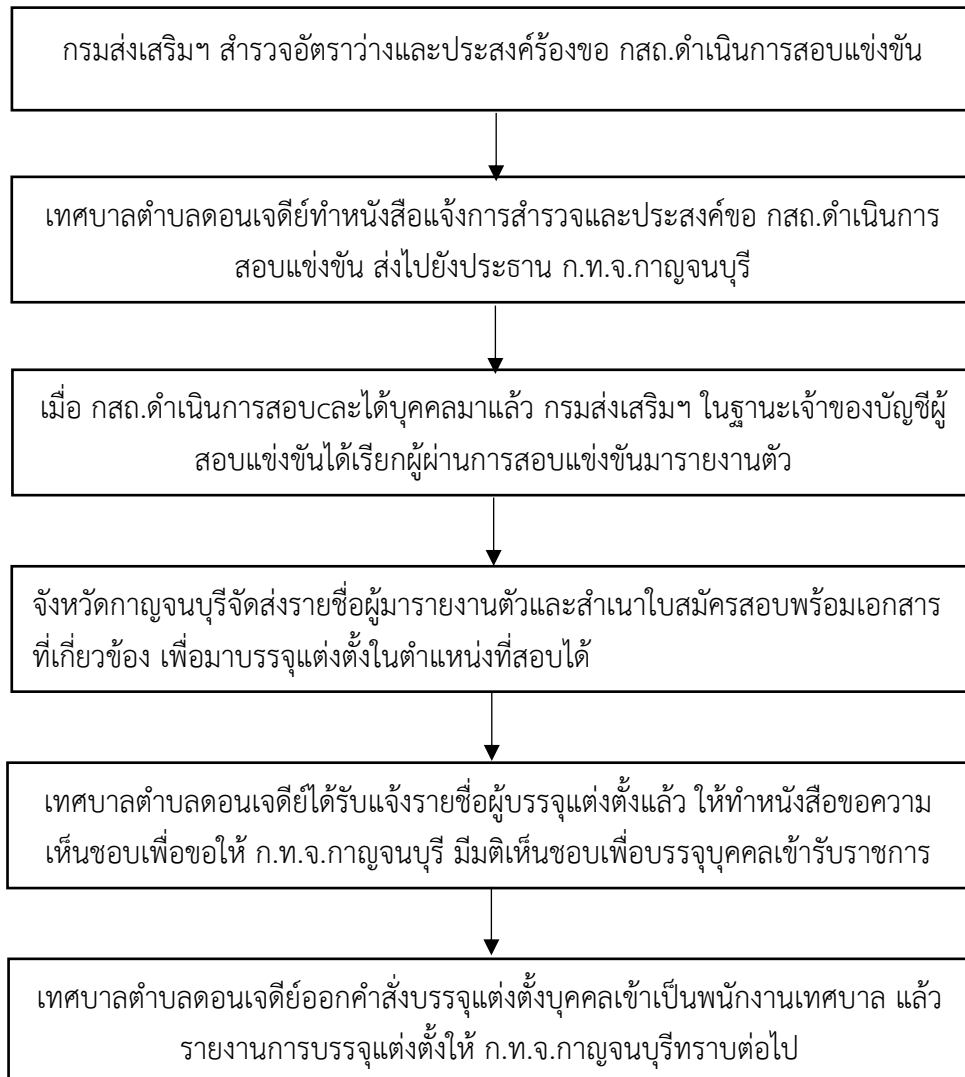 กรมส่งเสริมฯ สำรวจอัตราว่างและประสงค์ร้องขอ กสถ.ดำเนินการสอบแข่งขัน
เทศบาลตำบลดอนเจดีย์ทำหนังสือแจ้งการสำรวจและประสงค์ขอ กสถ.ดำเนินการ
สอบแข่งขัน ส่งไปยังประธาน ก.ท.จ.กาญจนบุรี
เมื่อ กสถ.ดำเนินการสอบcละได้บุคคลมาแล้ว กรมส่งเสริมฯ ในฐานะเจ้าของบัญชีผู้
สอบแข่งขันได้เรียกผู้ผ่านการสอบแข่งขันมารายงานตัว
จังหวัดกาญจนบุรีจัดส่งรายชื่อผู้มารายงานตัวและสำเนาใบสมัครสอบพร้อมเอกสาร
ที่เกี่ยวข้อง เพื่อมาบรรจุแต่งตั้งในตำแหน่งที่สอบได้
เทศบาลตำบลดอนเจดีย์ได้รับแจ้งรายชื่อผู้บรรจุแต่งตั้งแล้ว ให้ทำหนังสือขอความ
เห็นชอบเพื่อขอให้ ก.ท.จ.กาญจนบุรี มีมติเห็นชอบเพื่อบรรจุบุคคลเข้ารับราชการ
เทศบาลตำบลดอนเจดีย์ออกคำสั่งบรรจุแต่งตั้งบุคคลเข้าเป็นพนักงานเทศบาล แล้ว
รายงานการบรรจุแต่งตั้งให้ ก.ท.จ.กาญจนบุรีทราบต่อไป